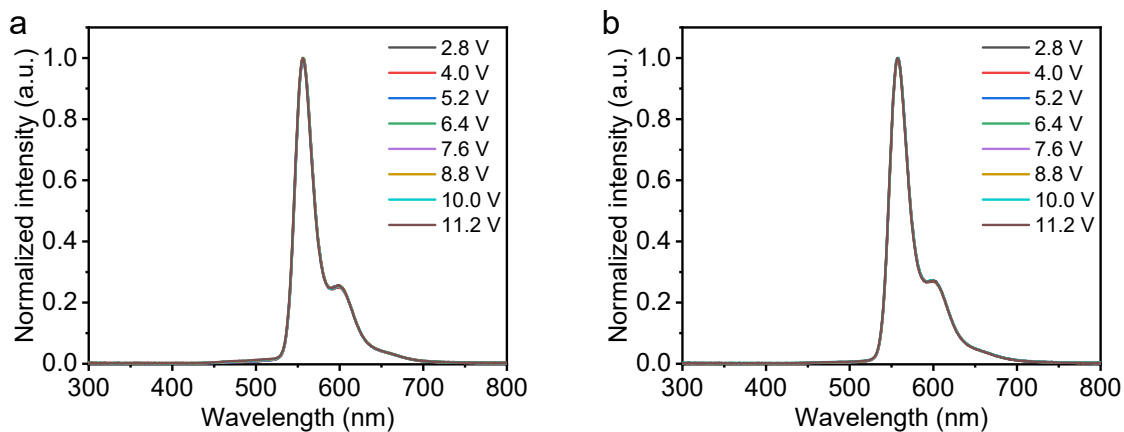 a
Normalized intensity (a.u.)
1.0
0.8
0.6
0.4
0.2
0.0
2.8 V
4.0 V
5.2 V
6.4 V
7.6 V
8.8 V
10.0 V
11.2 V
300 400 500 600 700 800
Wavelength (nm)
b
Normalized intensity (a.u.)
1.0
0.8
0.6
0.4
0.2
0.0
2.8 V
4.0 V
5.2 V
6.4 V
7.6 V
8.8 V
10.0 V
11.2 V
300 400 500 600 700 800
Wavelength (nm)